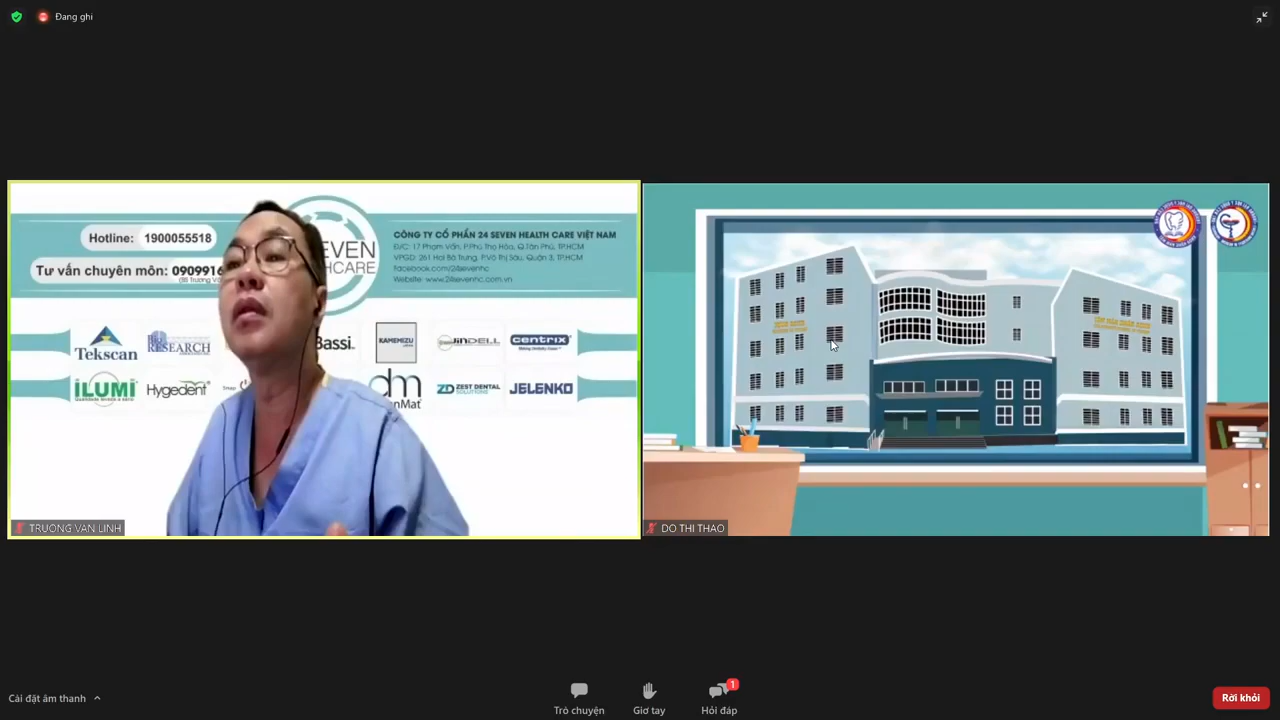 Đang ghi
Hotline: 1900055518
Tư vấn chuyên môn: 0909916
SEVEN
HCARE
CÔNG TY CỔ PHẦN 24 SEVEN HEALTH CARE VIỆT NAM
Đ/C: 17 Phạm Vấn, P.Phú Thọ Hòa, Q.Tân Phú, TP.HCM
VPGD: 261 Hai Bà Trưng, P.Võ Thị Sáu, Quận 3, TP.HCM
Facebook.com/24sevenhc
Website: www.24sevenhc.com.vn
Tekscan
RESEARCH
Bassi
KAMEMIZU
JINDELL
CENTRIX
iLUMI
Hygedent
dm
nMat
ZD ZEST DENTAL SOLUTIONS
JELENKO
TRUONG VAN LINH
DO THI THAO
Cài đặt âm thanh
Trò chuyện
Giơ tay
Hỏi đáp
1
Rời khỏi